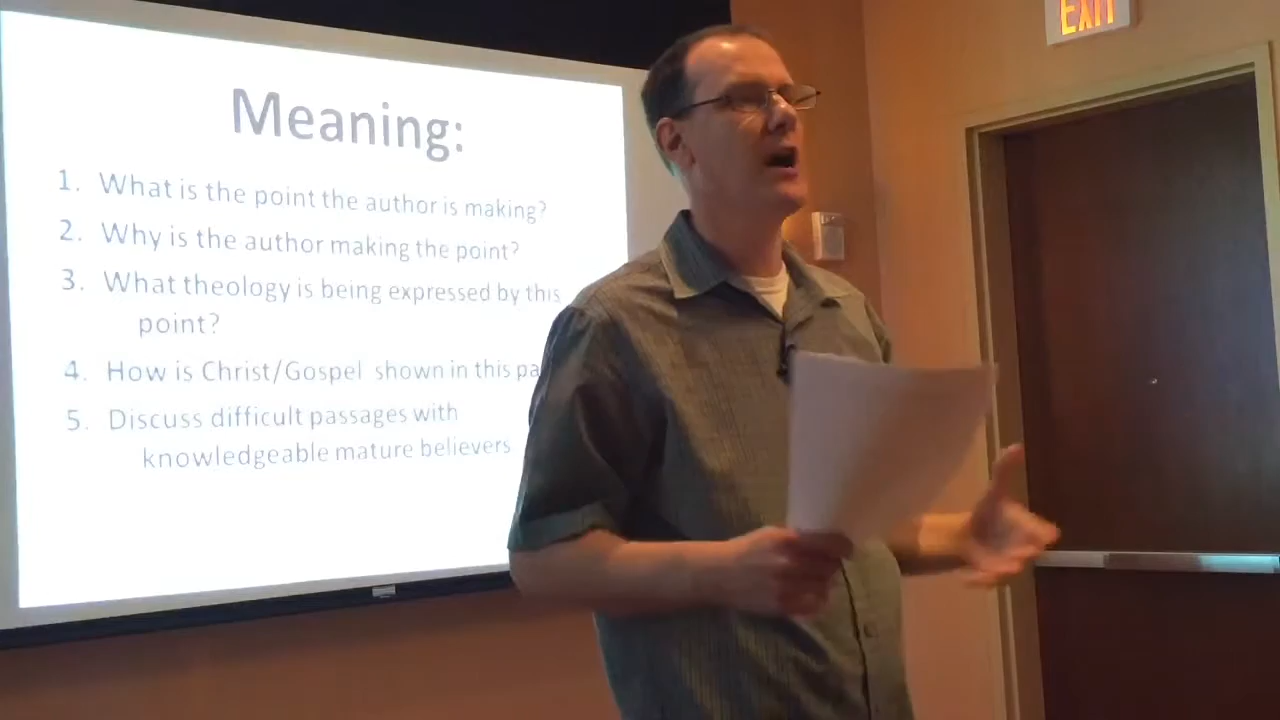 EXIT
Meaning:
1. What is the point the author is making?
2. Why is the author making the point?
3. What theology is being expressed by this
point?
4. How is Christ/Gospel shown in this pa
5. Discuss difficult passages with
knowledgeable mature believers